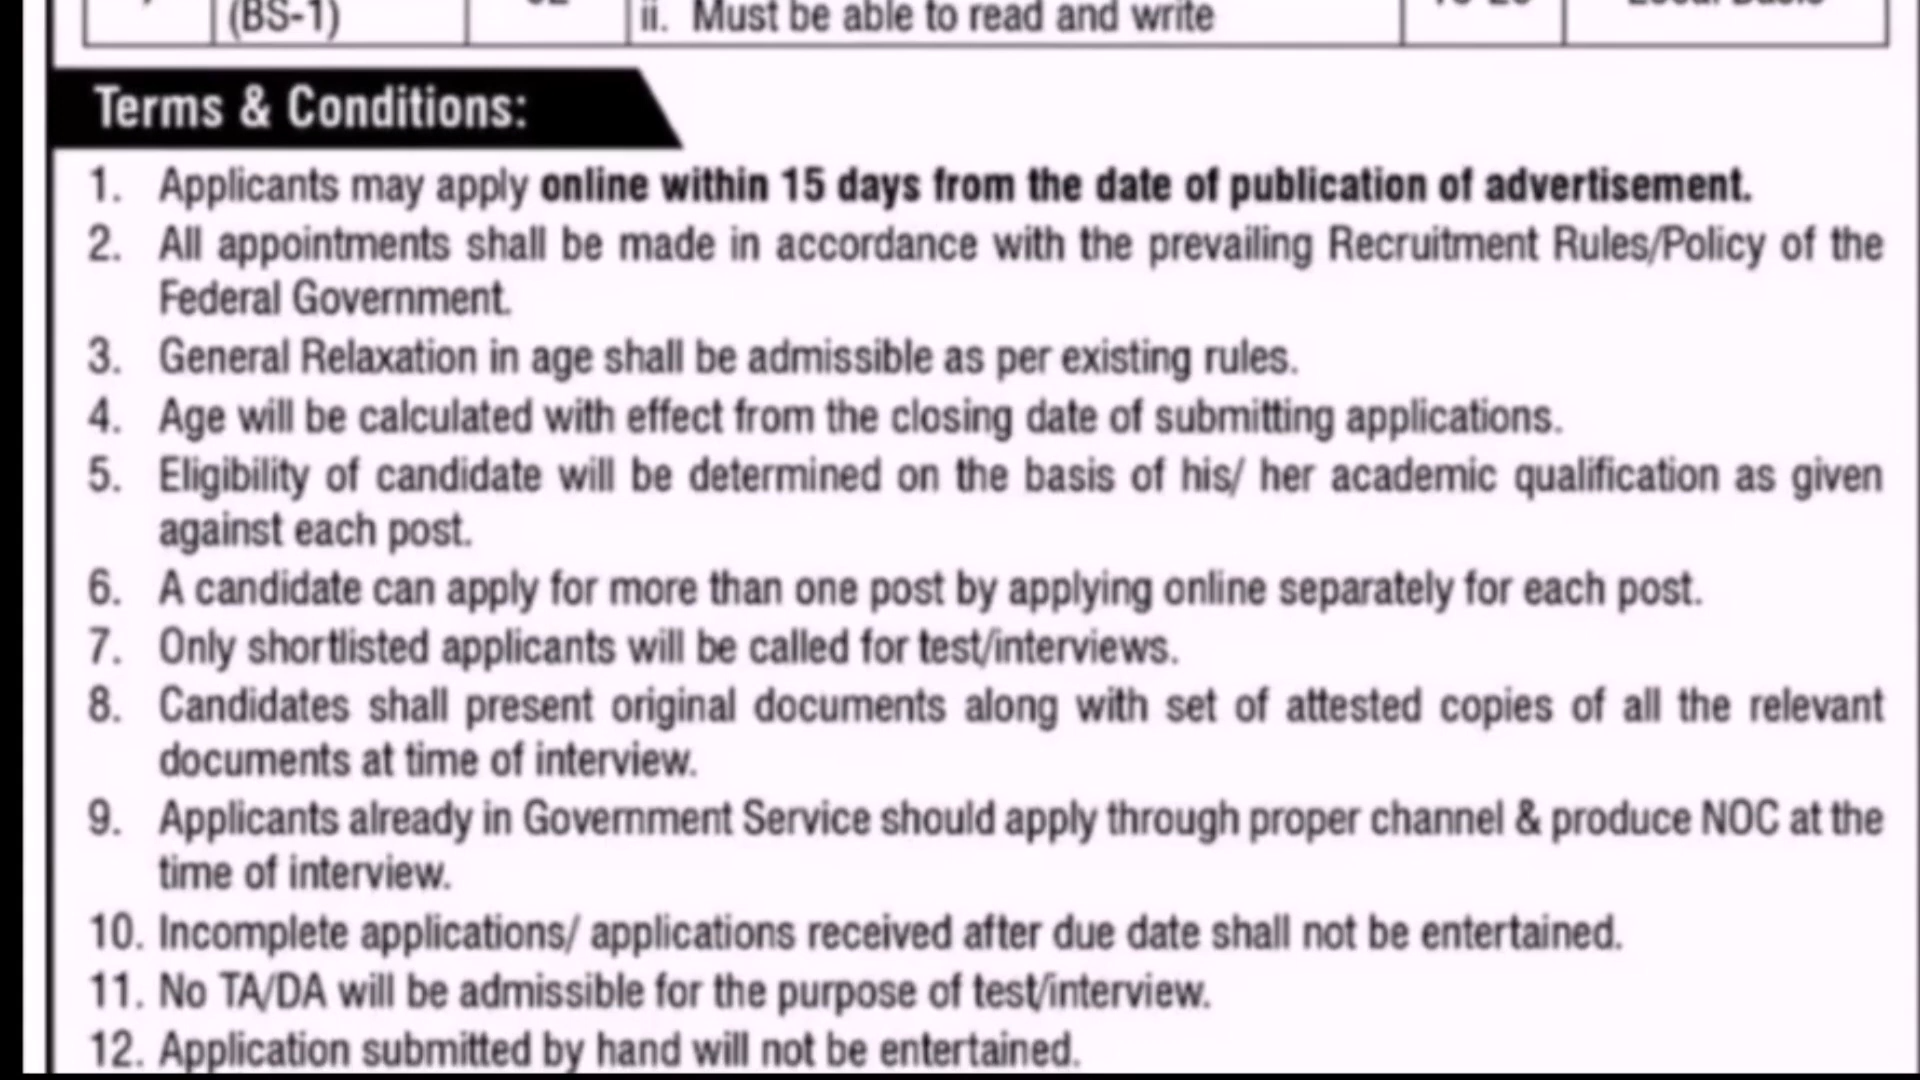 (BS-1)
ii. Must be able to read and write
Terms & Conditions:
1. Applicants may apply online within 15 days from the date of publication of advertisement.
2. All appointments shall be made in accordance with the prevailing Recruitment Rules/Policy of the
Federal Government.
3. General Relaxation in age shall be admissible as per existing rules.
4. Age will be calculated with effect from the closing date of submitting applications.
5. Eligibility of candidate will be determined on the basis of his/ her academic qualification as given
against each post.
6. A candidate can apply for more than one post by applying online separately for each post.
7. Only shortlisted applicants will be called for test/interviews.
8. Candidates shall present original documents along with set of attested copies of all the relevant
documents at time of interview.
9. Applicants already in Government Service should apply through proper channel & produce NOC at the
time of interview.
10. Incomplete applications/ applications received after due date shall not be entertained.
11. No TA/DA will be admissible for the purpose of test/interview.
12. Application submitted by hand will not be entertained.